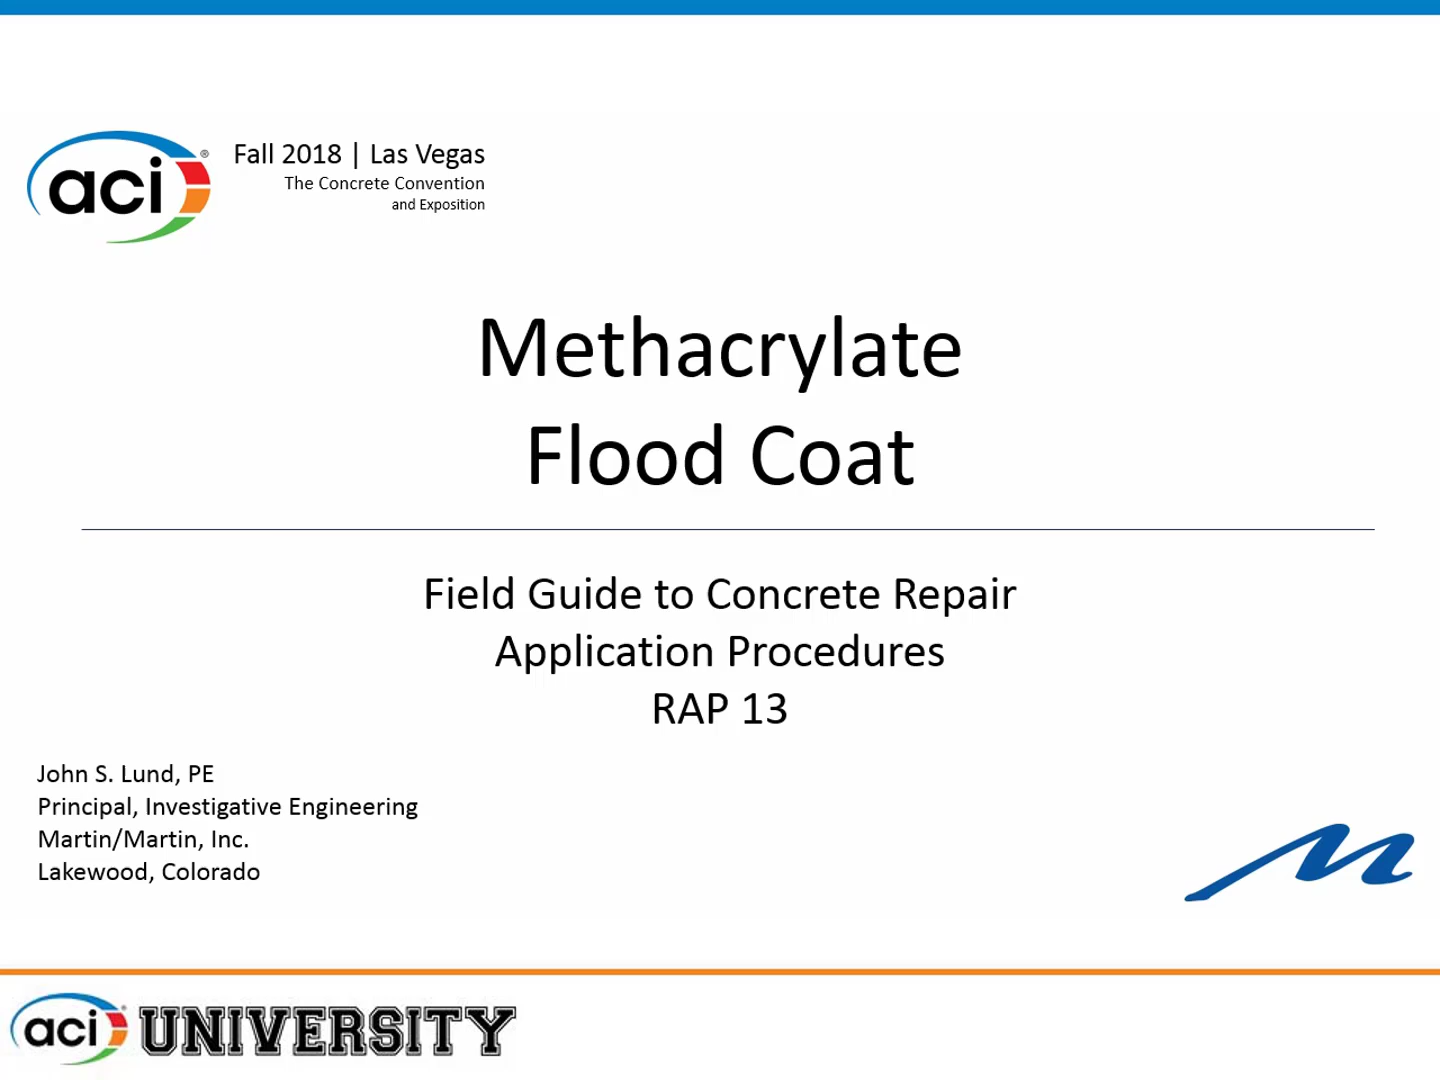 aci® Fall 2018 | Las Vegas
The Concrete Convention
and Exposition
Methacrylate
Flood Coat
Field Guide to Concrete Repair
Application Procedures
RAP 13
John S. Lund, PE
Principal, Investigative Engineering
Martin/Martin, Inc.
Lakewood, Colorado
aci UNIVERSITY